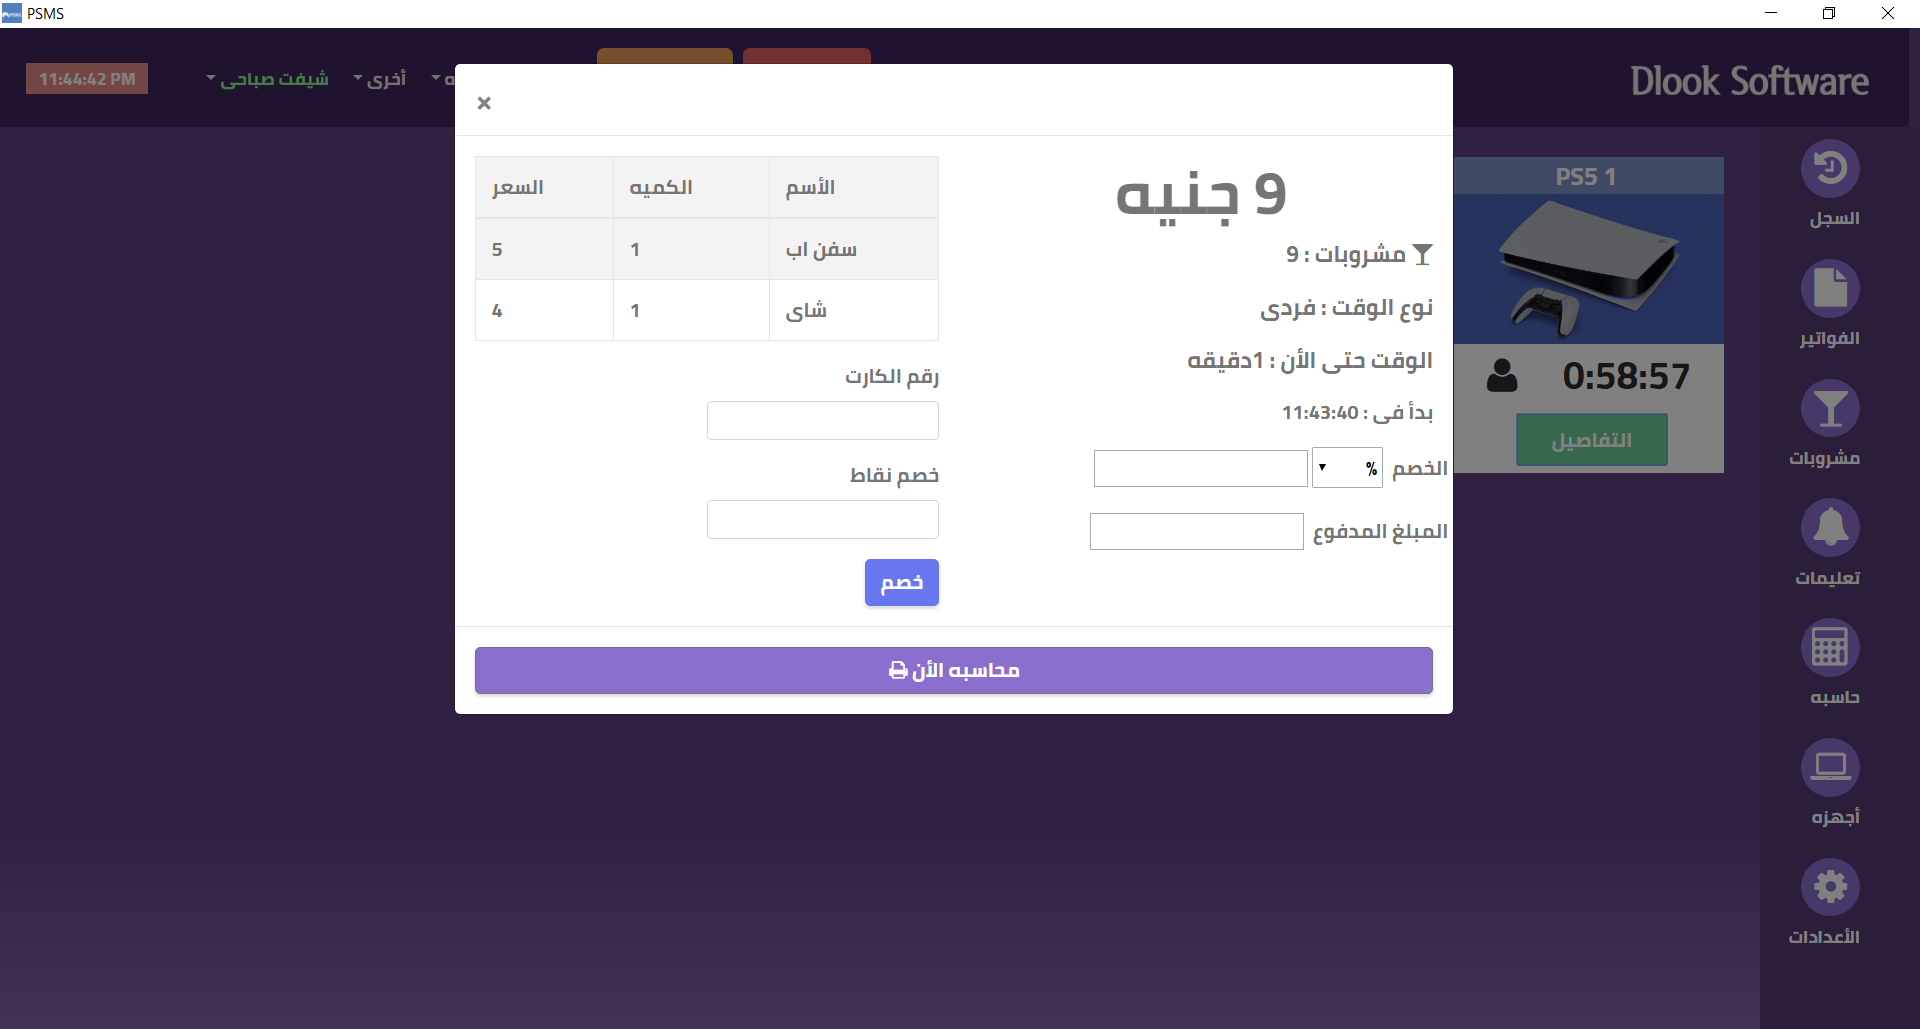 PSMS
Dlook Software
أخرى
شيفت صباحى
11:44:42 PM
×
9 جنيه
مشروبات : 9
نوع الوقت : فردى
الوقت حتى الأن : 1دقيقه
بدأ فى : 11:43:40
الخصم %
المبلغ المدفوع
الأسم الكميه السعر
سفن اب 1 5
شاى 1 4
رقم الكارت
خصم نقاط
خصم
محاسبه الأن
PS5 1
0:58:57
التفاصيل
السجل
الفواتير
مشروبات
تعليمات
حاسبه
أجهزه
الأعدادات